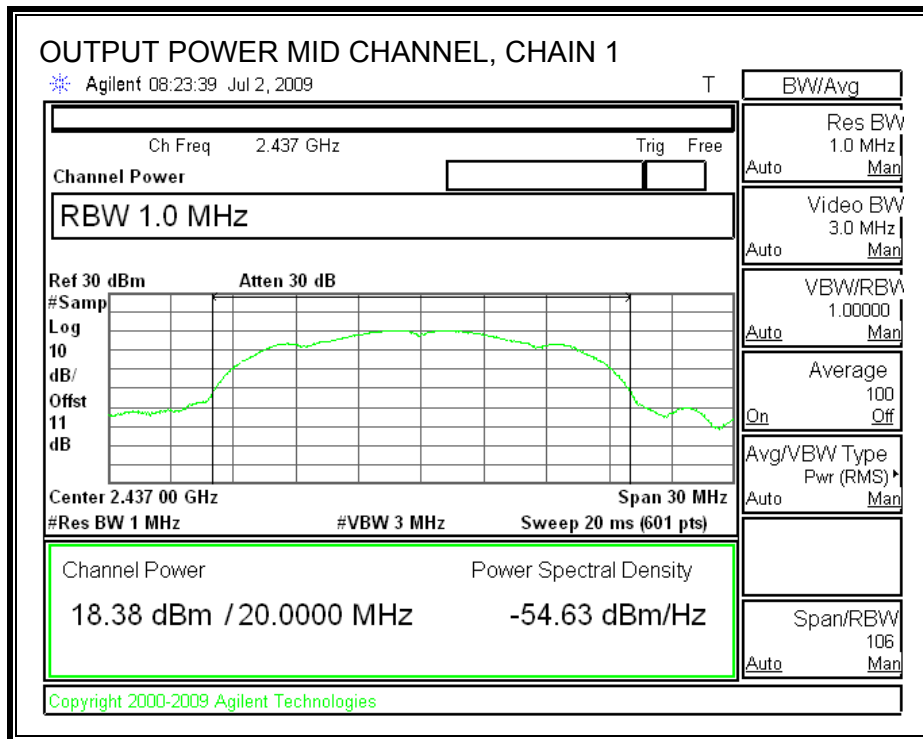 OUTPUT POWER MID CHANNEL, CHAIN 1
Agilent 08:23:39 Jul 2, 2009 T
BW/Avg
Ch Freq 2.437 GHz Trig Free
Channel Power
RBW 1.0 MHz
Ref 30 dBm Atten 30 dB
#Samp
Log
10
dB/
Offst
11
dB
Center 2.437 00 GHz Span 30 MHz
#Res BW 1 MHz #VBW 3 MHz Sweep 20 ms (601 pts)
Channel Power Power Spectral Density
18.38 dBm / 20.0000 MHz -54.63 dBm/Hz
Res BW
1.0 MHz
Auto Man
Video BW
3.0 MHz
Auto Man
VBW/RBW
1.00000
Auto Man
Average
100
On Off
Avg/VBW Type
Pwr (RMS)
Auto Man
Span/RBW
106
Auto Man
Copyright 2000-2009 Agilent Technologies